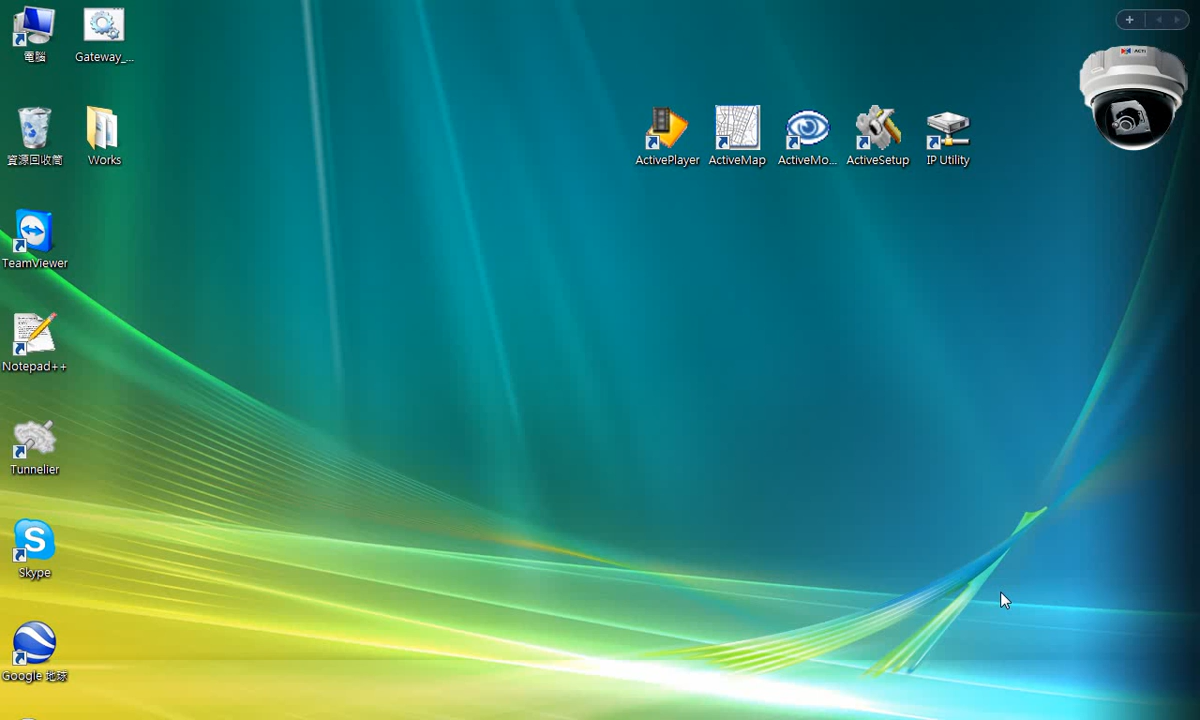 電腦
Gateway_...
資源回收筒
Works
ActivePlayer
ActiveMap
ActiveMo...
ActiveSetup
IP Utility
ACTi
TeamViewer
Notepad++
Tunnelier
Skype
Google 地球